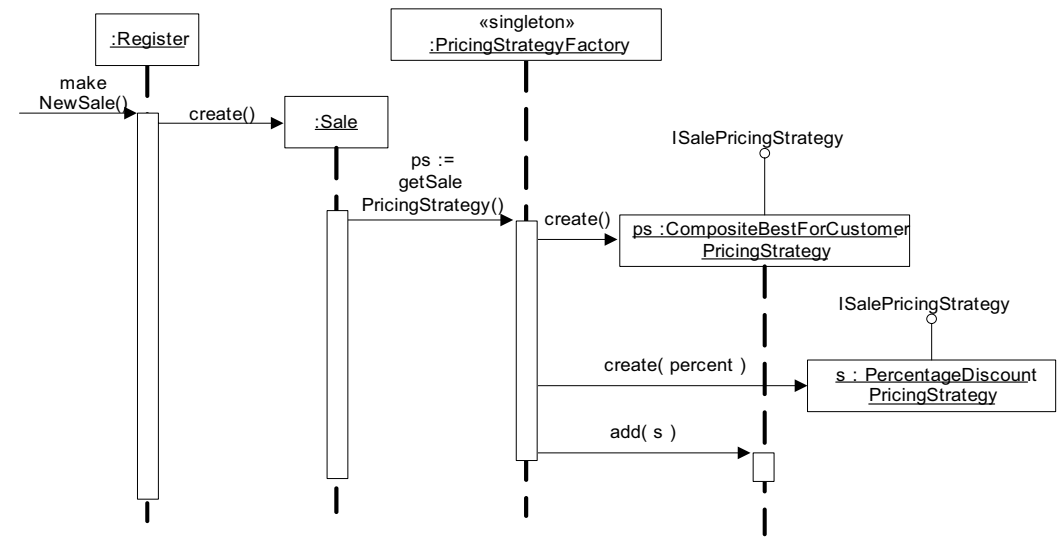 «singleton»
:PricingStrategyFactory
:Register
make
NewSale()
create()
:Sale
ps :=
getSale
PricingStrategy()
ISalePricingStrategy
create()
ps :CompositeBestForCustomer
PricingStrategy
ISalePricingStrategy
create( percent )
s : PercentageDiscount
PricingStrategy
add( s )